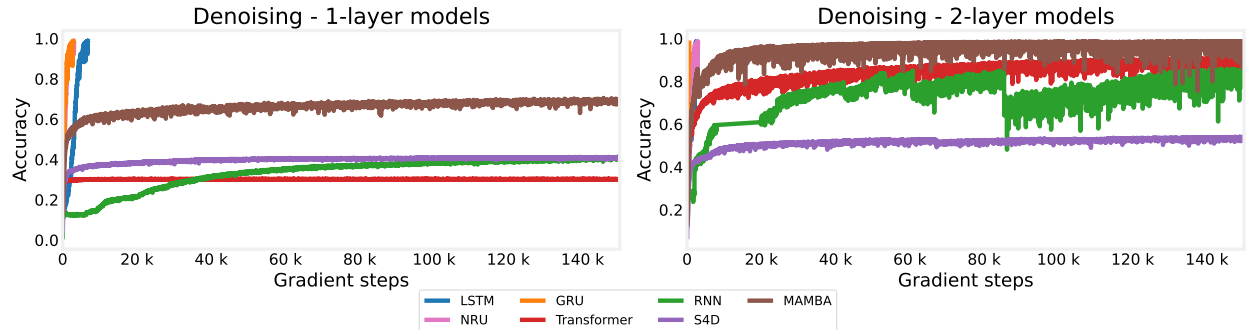 Denoising - 1-layer models
Accuracy
1.0
0.8
0.6
0.4
0.2
0.0
0 20 k 40 k 60 k 80 k 100 k 120 k 140 k
Gradient steps
Denoising - 2-layer models
Accuracy
1.0
0.8
0.6
0.4
0.2
0 20 k 40 k 60 k 80 k 100 k 120 k 140 k
Gradient steps
LSTM GRU RNN MAMBA
NRU Transformer S4D